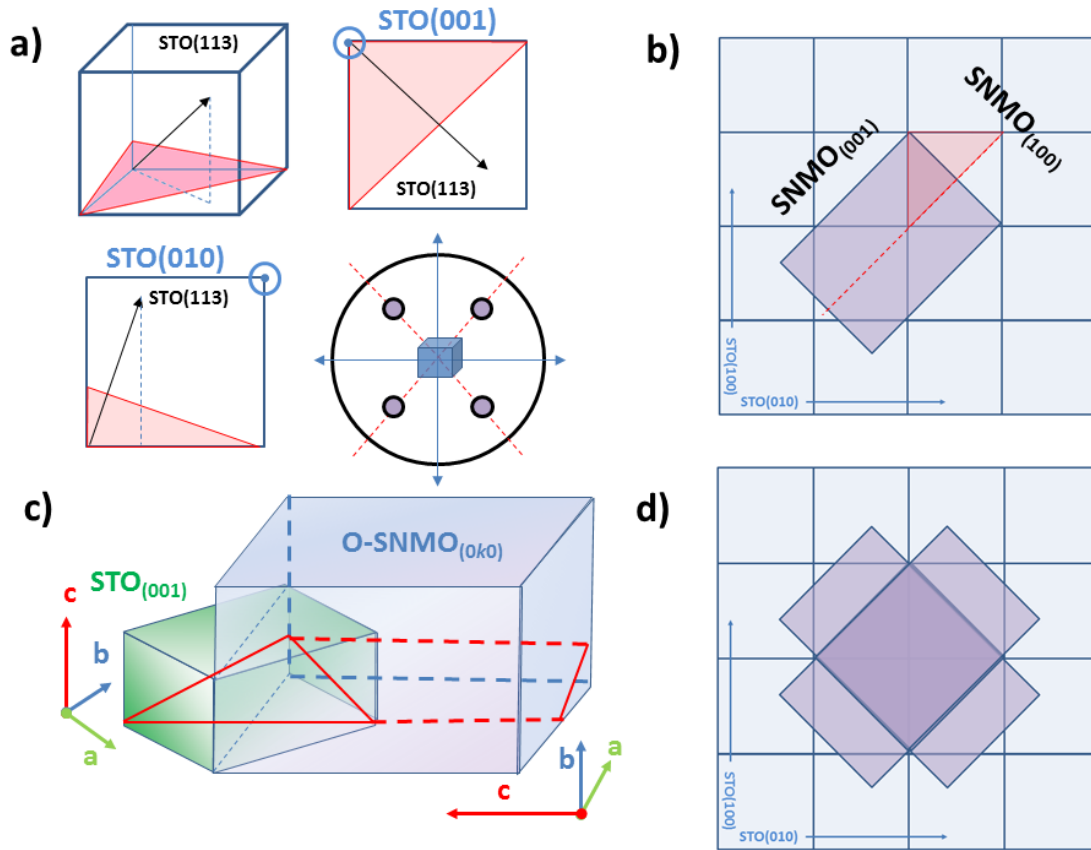 a)
STO(113)
STO(001)
STO(113)
STO(010)
STO(113)
b)
SNMO(001)
SNMO(100)
STO(100)
STO(010)
c)
O-SNMO(0k0)
STO(001)
c
b
a
a
b
c
d)
STO(100)
STO(010)